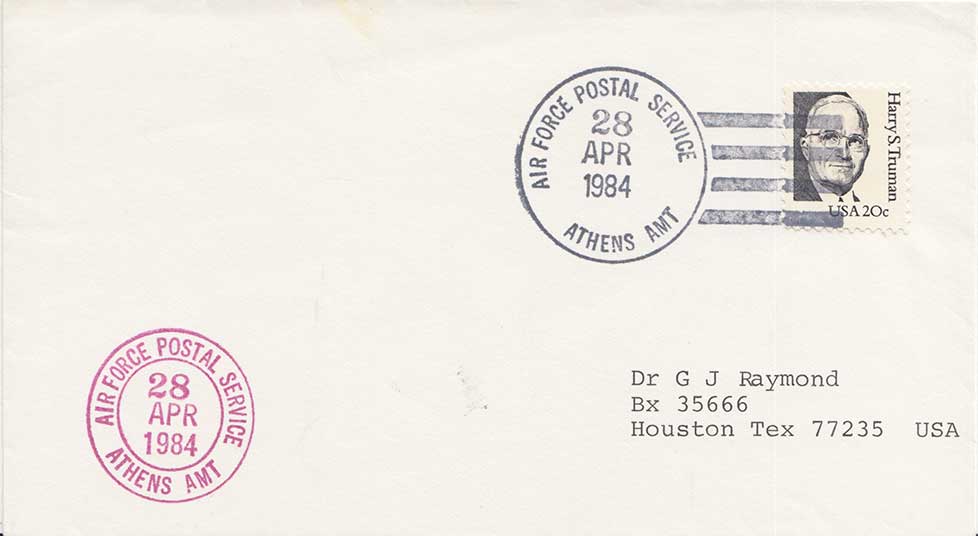 AIR FORCE POSTAL SERVICE
28
APR
1984
ATHENS AMT
Harry S. Truman
USA 20c
AIR FORCE POSTAL SERVICE
28
APR
1984
ATHENS AMT
Dr G J Raymond
Bx 35666
Houston Tex 77235 USA